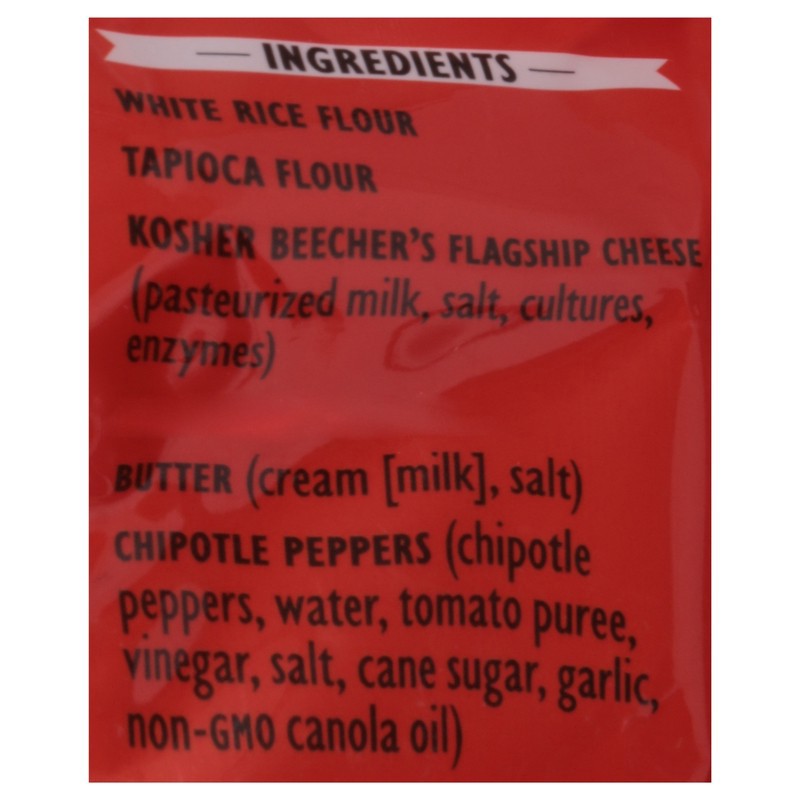 INGREDIENTS
WHITE RICE FLOUR
TAPIOCA FLOUR
KOSHER BEECHER'S FLAGSHIP CHEESE
(pasteurized milk, salt, cultures,
enzymes)
BUTTER (cream [milk], salt)
CHIPOTLE PEPPERS (chipotle
peppers, water, tomato puree,
vinegar, salt, cane sugar, garlic,
non-GMO canola oil)